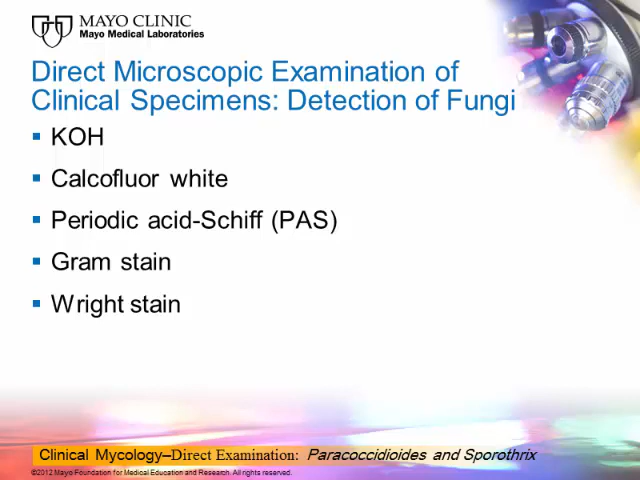 MAYO CLINIC
Mayo Medical Laboratories
Direct Microscopic Examination of
Clinical Specimens: Detection of Fungi
KOH
Calcofluor white
Periodic acid-Schiff (PAS)
Gram stain
Wright stain
Clinical Mycology–Direct Examination: Paracoccidioides and Sporothrix
©2012 Mayo Foundation for Medical Education and Research. All rights reserved.